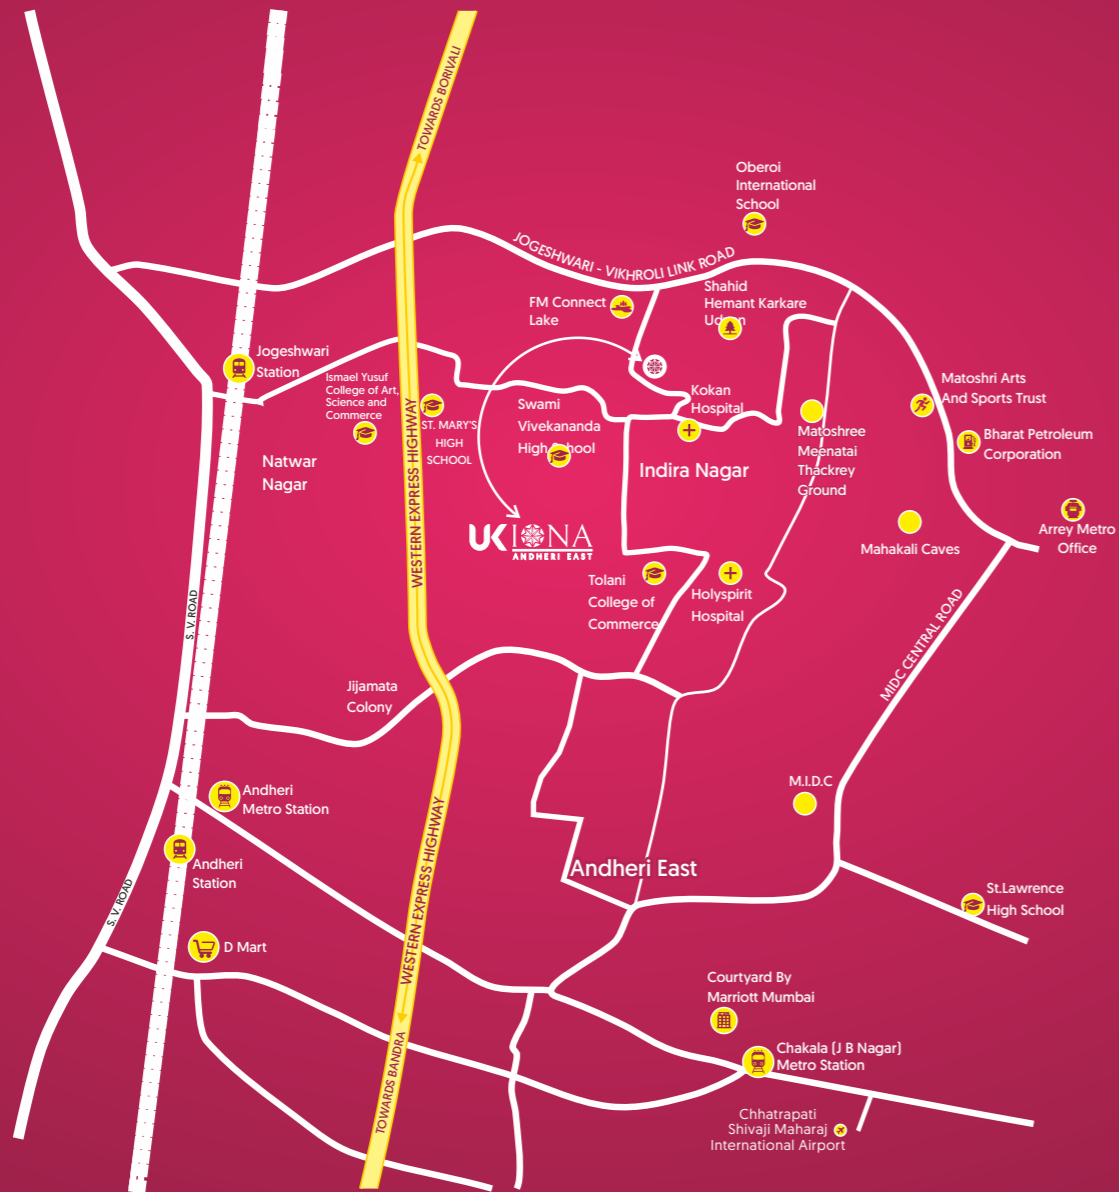 TOWARDS BORIVALI
Oberoi
International
School
JOGESHWARI - VIKHROLI LINK ROAD
FM Connect
Lake
Shahid
Hemant Karkare
Udyan
Jogeshwari
Station
Ismael Yusuf
College of Art,
Science and
Commerce
ST. MARY'S
HIGH
SCHOOL
Swami
Vivekananda
High School
Kokan
Hospital
Matoshri Arts
And Sports Trust
Matoshree
Meenatai
Thackrey
Ground
Bharat Petroleum
Corporation
Natwar
Nagar
Indira Nagar
WESTERN EXPRESS HIGHWAY
UK IONA
ANDHERI EAST
Mahakali Caves
Arrey Metro
Office
Tolani
College of
Commerce
Holyspirit
Hospital
S. V. ROAD
MIDC CENTRAL ROAD
Jijamata
Colony
Andheri
Metro Station
M.I.D.C
WESTERN EXPRESS HIGHWAY
Andheri
Station
Andheri East
S. V. ROAD
St.Lawrence
High School
D Mart
Courtyard By
Marriott Mumbai
Chakala (J B Nagar)
Metro Station
TOWARDS BANDRA
Chhatrapati
Shivaji Maharaj
International Airport